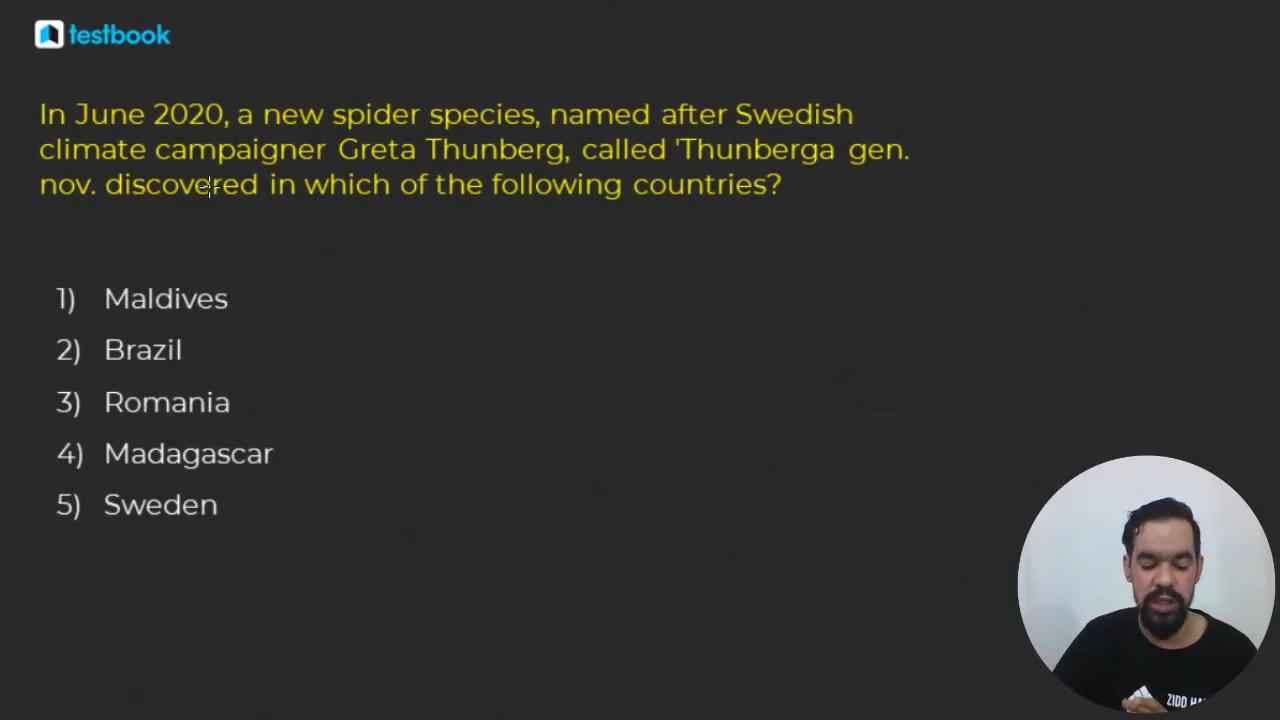 testbook
In June 2020, a new spider species, named after Swedish
climate campaigner Greta Thunberg, called 'Thunberga gen.
nov. discovered in which of the following countries?
1) Maldives
2) Brazil
3) Romania
4) Madagascar
5) Sweden
ZIDD